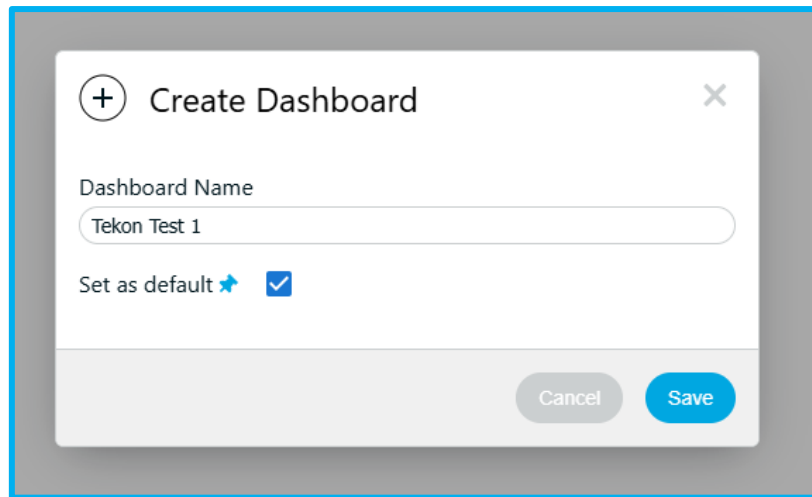 Create Dashboard
Dashboard Name
Tekon Test 1
Set as default
Cancel Save